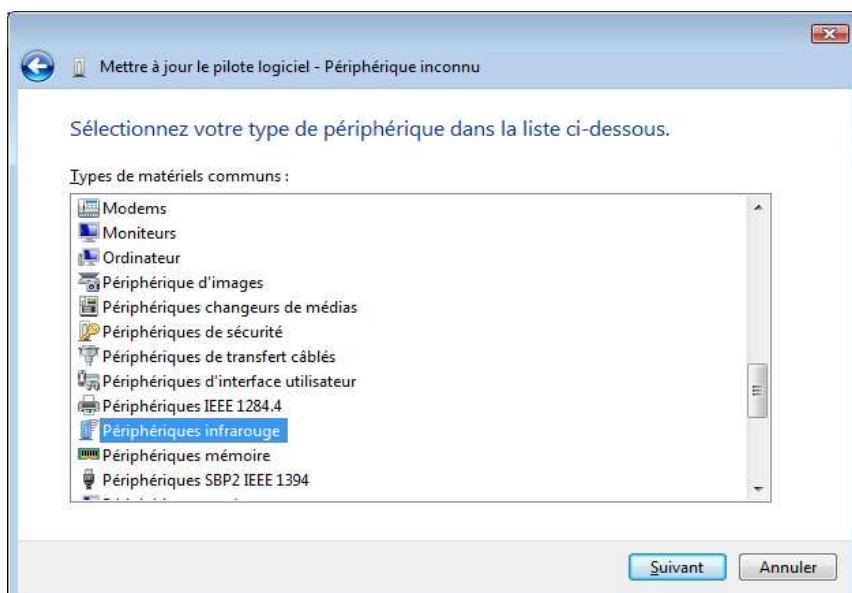 Mettre à jour le pilote logiciel - Périphérique inconnu
Sélectionnez votre type de périphérique dans la liste ci-dessous.
Types de matériels communs :
Modems
Moniteurs
Ordinateur
Périphérique d'images
Périphériques changeurs de médias
Périphériques de sécurité
Périphériques de transfert câblés
Périphériques d'interface utilisateur
Périphériques IEEE 1284.4
Périphériques infrarouge
Périphériques mémoire
Périphériques SBP2 IEEE 1394
Suivant Annuler